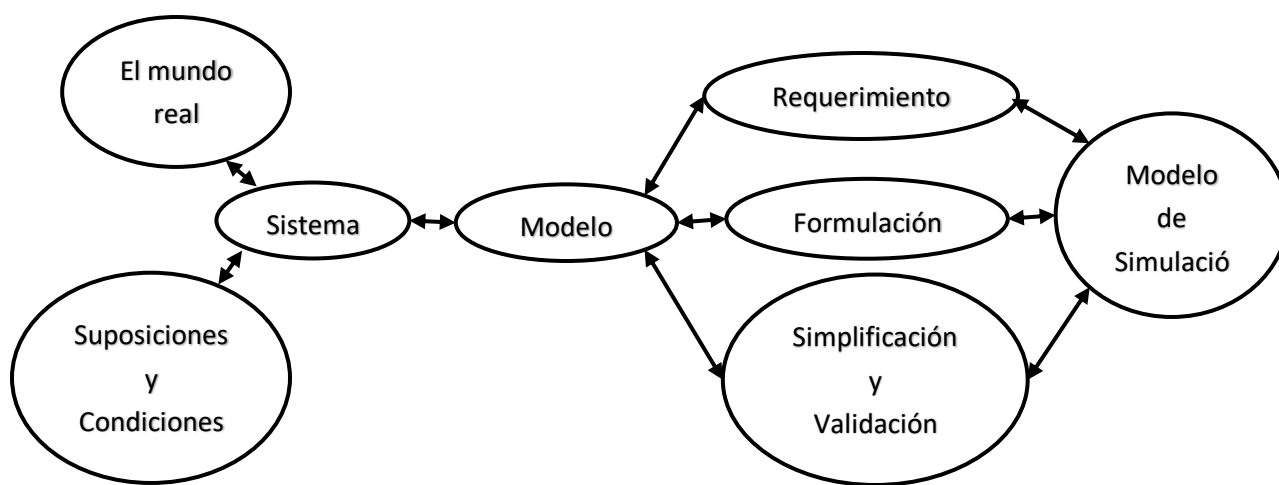 El mundo
real
Suposiciones
y
Condiciones
Sistema
Modelo
Requerimiento
Formulación
Simplificación
y
Validación
Modelo
de
Simulació